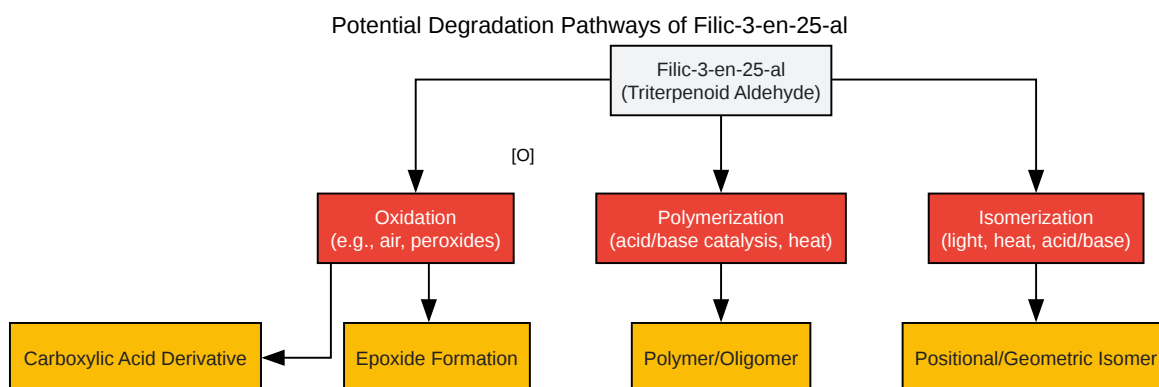 Potential Degradation Pathways of Filic-3-en-25-al
Filic-3-en-25-al
(Triterpenoid Aldehyde)
[O]
Oxidation
(e.g., air, peroxides)
Polymerization
(acid/base catalysis, heat)
Isomerization
(light, heat, acid/base)
Carboxylic Acid Derivative
Epoxide Formation
Polymer/Oligomer
Positional/Geometric Isomer